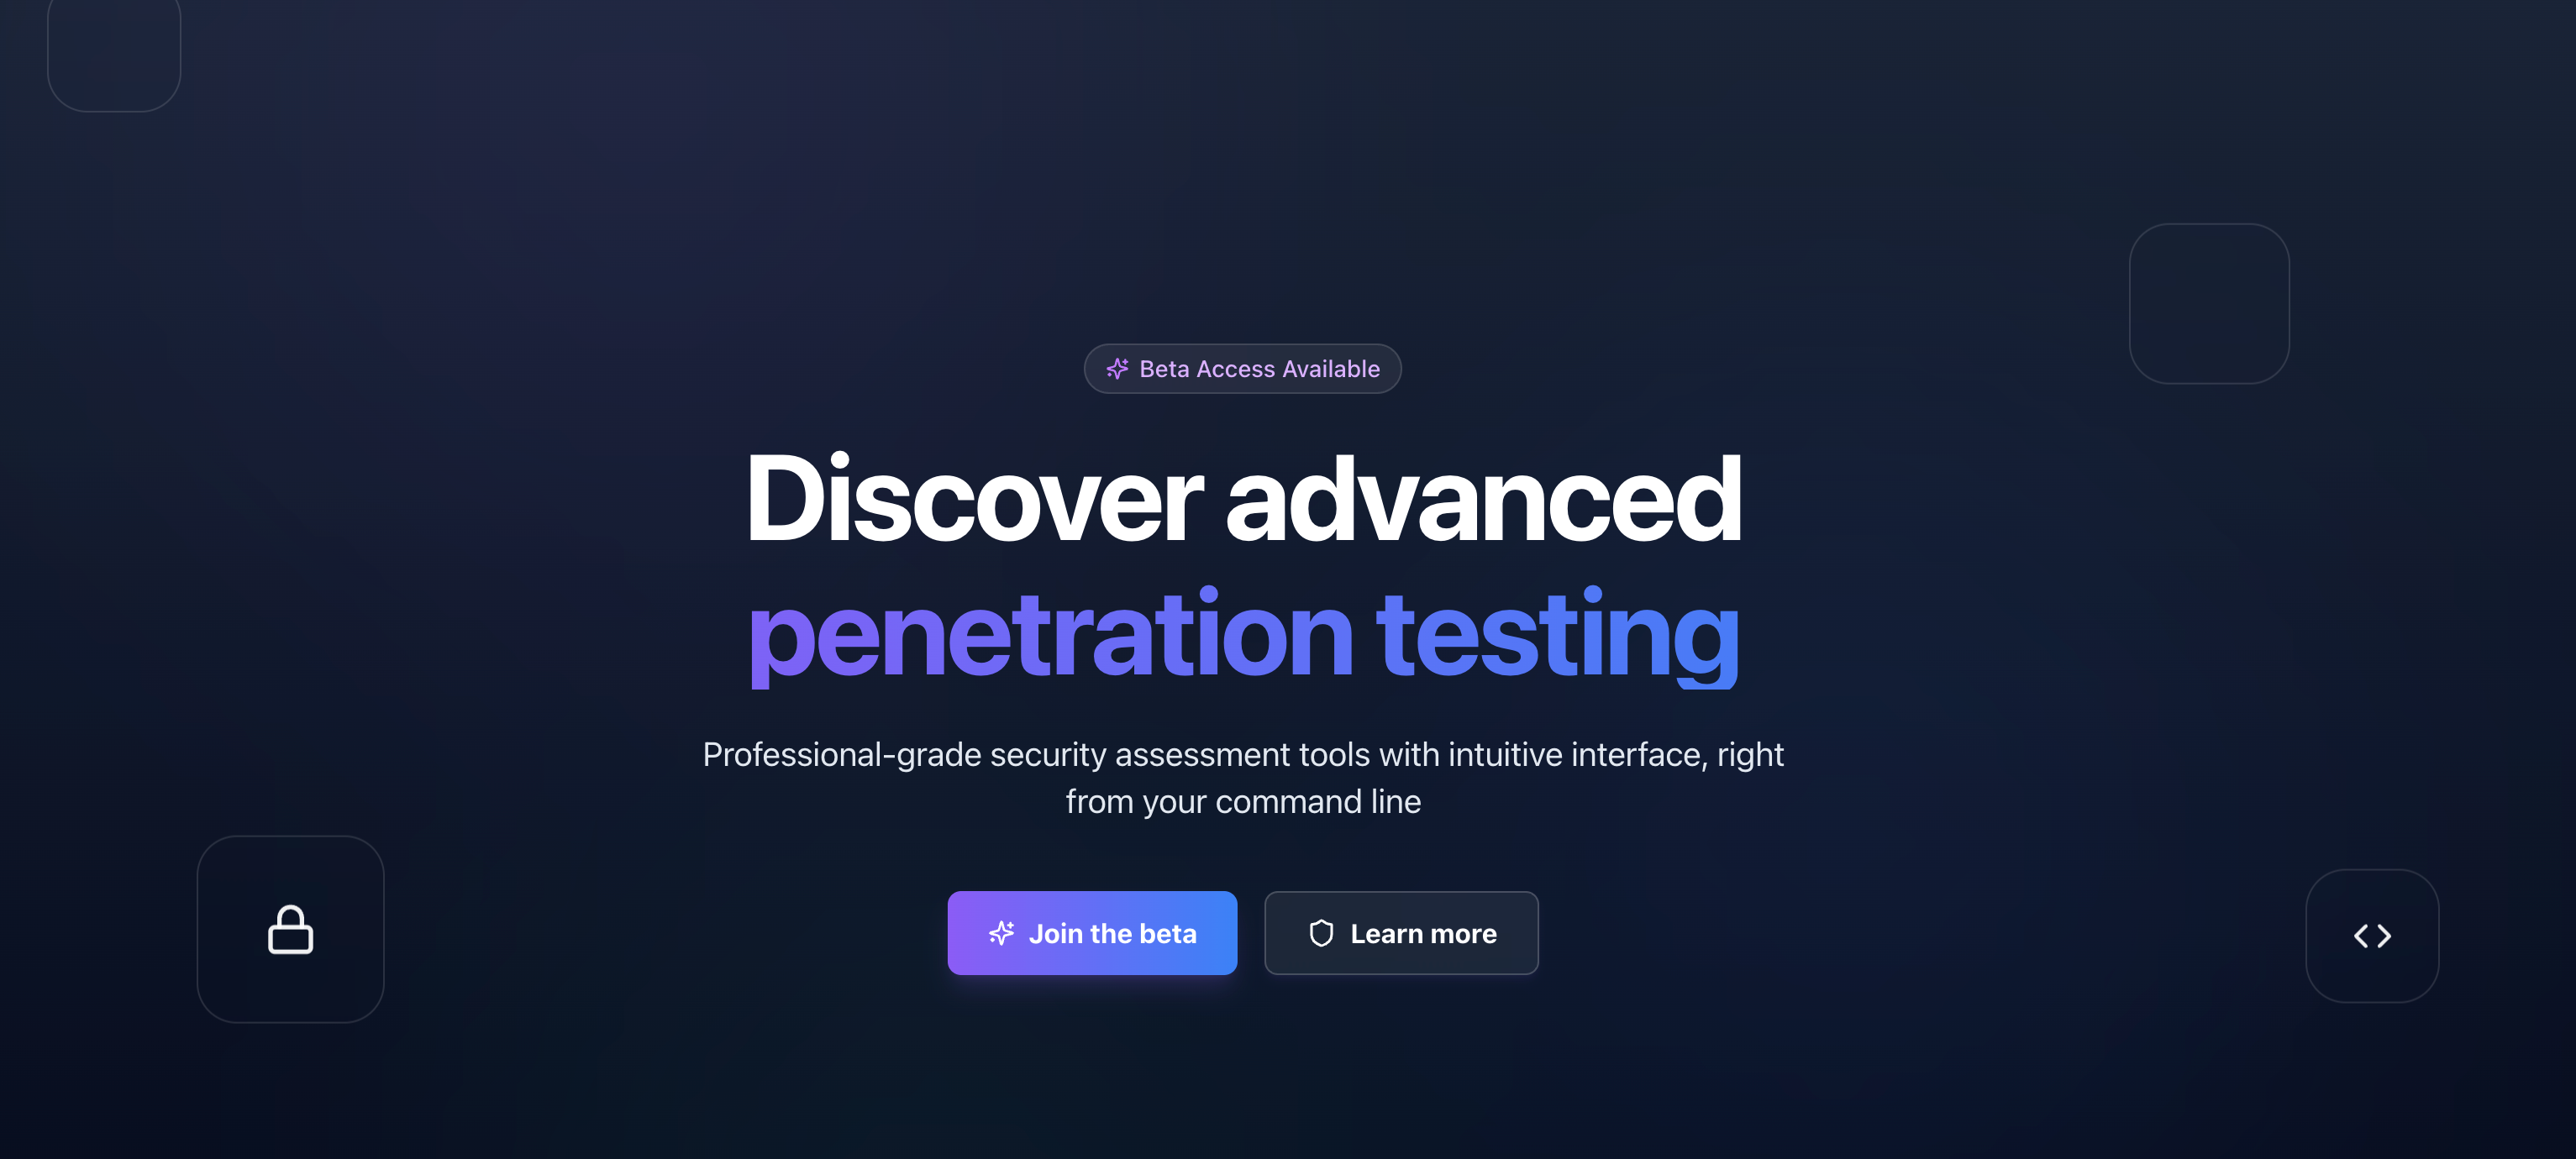 Beta Access Available
Discover advanced
penetration testing
Professional-grade security assessment tools with intuitive interface, right
from your command line
Join the beta
Learn more